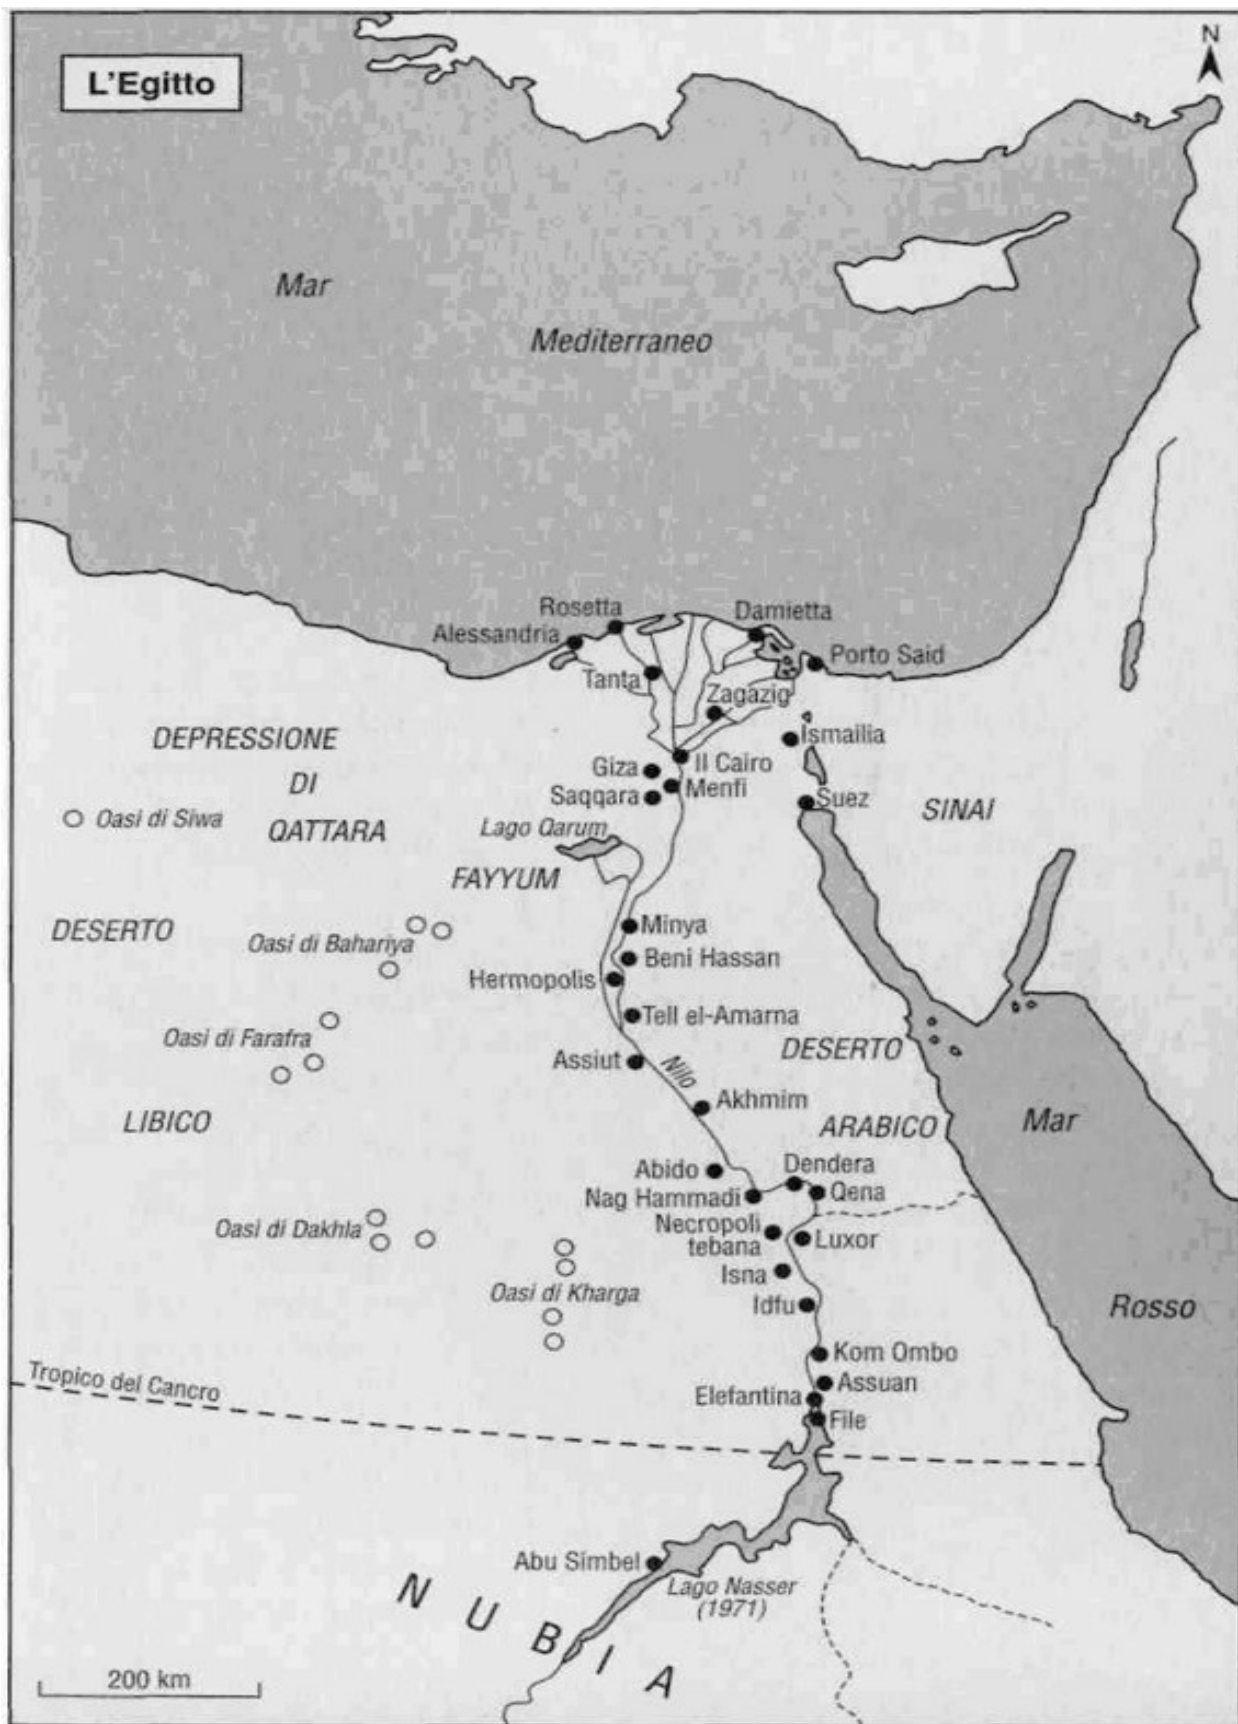 N
L'Egitto
Mar
Mediterraneo
Rosetta
Damietta
Alessandria
Porto Said
Tanta
Zagazig
DEPRESSIONE
DI
QATTARA
Ismailia
Il Cairo
Giza
Menfi
Saqqara
Suez
SINAI
Oasi di Siwa
Lago Qarum
FAYYUM
DESERTO
Minya
Oasi di Bahariya
Beni Hassan
Hermopolis
Tell el-Amarna
Oasi di Farafra
DESERTO
Assiut
Nilo
Akhmim
LIBICO
ARABICO
Mar
Abido
Dendera
Nag Hammadi
Qena
Oasi di Dakhla
Necropoli
tebana
Luxor
Isna
Oasi di Kharga
Idfu
Rosso
Kom Ombo
Tropico del Cancro
Assuan
Elefantina
File
Abu Simbel
Lago Nasser
(1971)
NUBIA
200 km